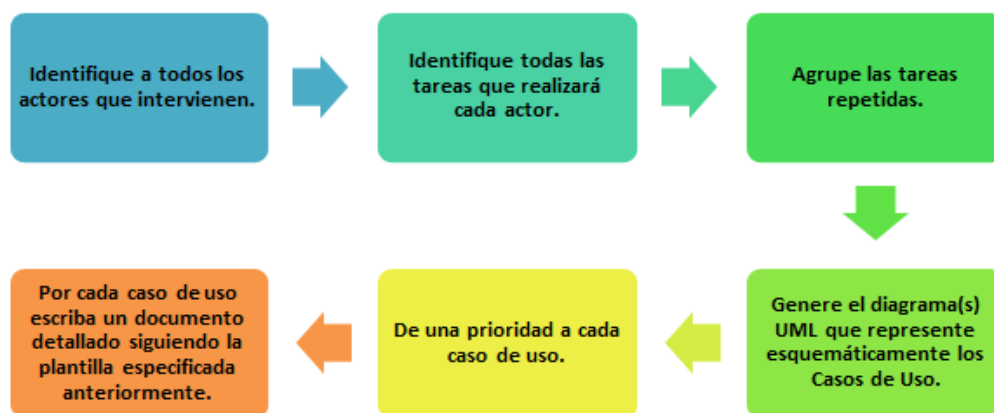 Identifique a todos los
actores que intervienen.
Identifique todas las
tareas que realizará
cada actor.
Agrupe las tareas
repetidas.
Genere el diagrama(s)
UML que represente
esquemáticamente los
Casos de Uso.
De una prioridad a cada
caso de uso.
Por cada caso de uso
escriba un documento
detallado siguiendo la
plantilla especificada
anteriormente.